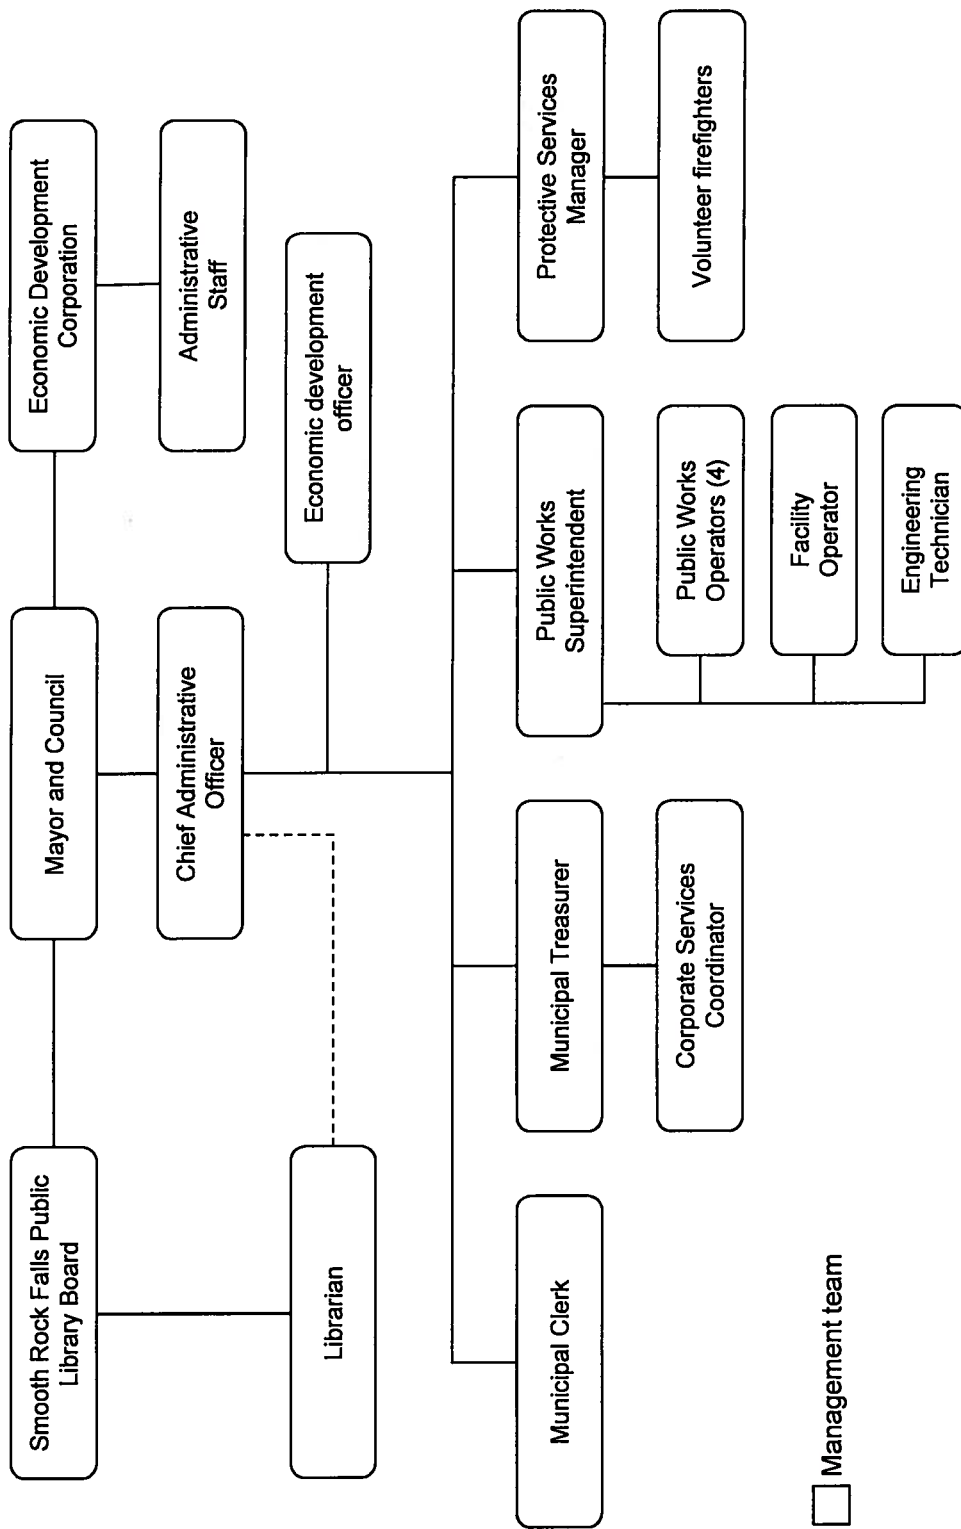 Smooth Rock Falls Public
Library Board
Mayor and Council
Economic Development
Corporation
Chief Administrative
Officer
Administrative
Staff
Librarian
Economic development
officer
Municipal Clerk
Municipal Treasurer
Public Works
Superintendent
Protective Services
Manager
Corporate Services
Coordinator
Public Works
Operators (4)
Volunteer firefighters
Facility
Operator
Engineering
Technician
Management team